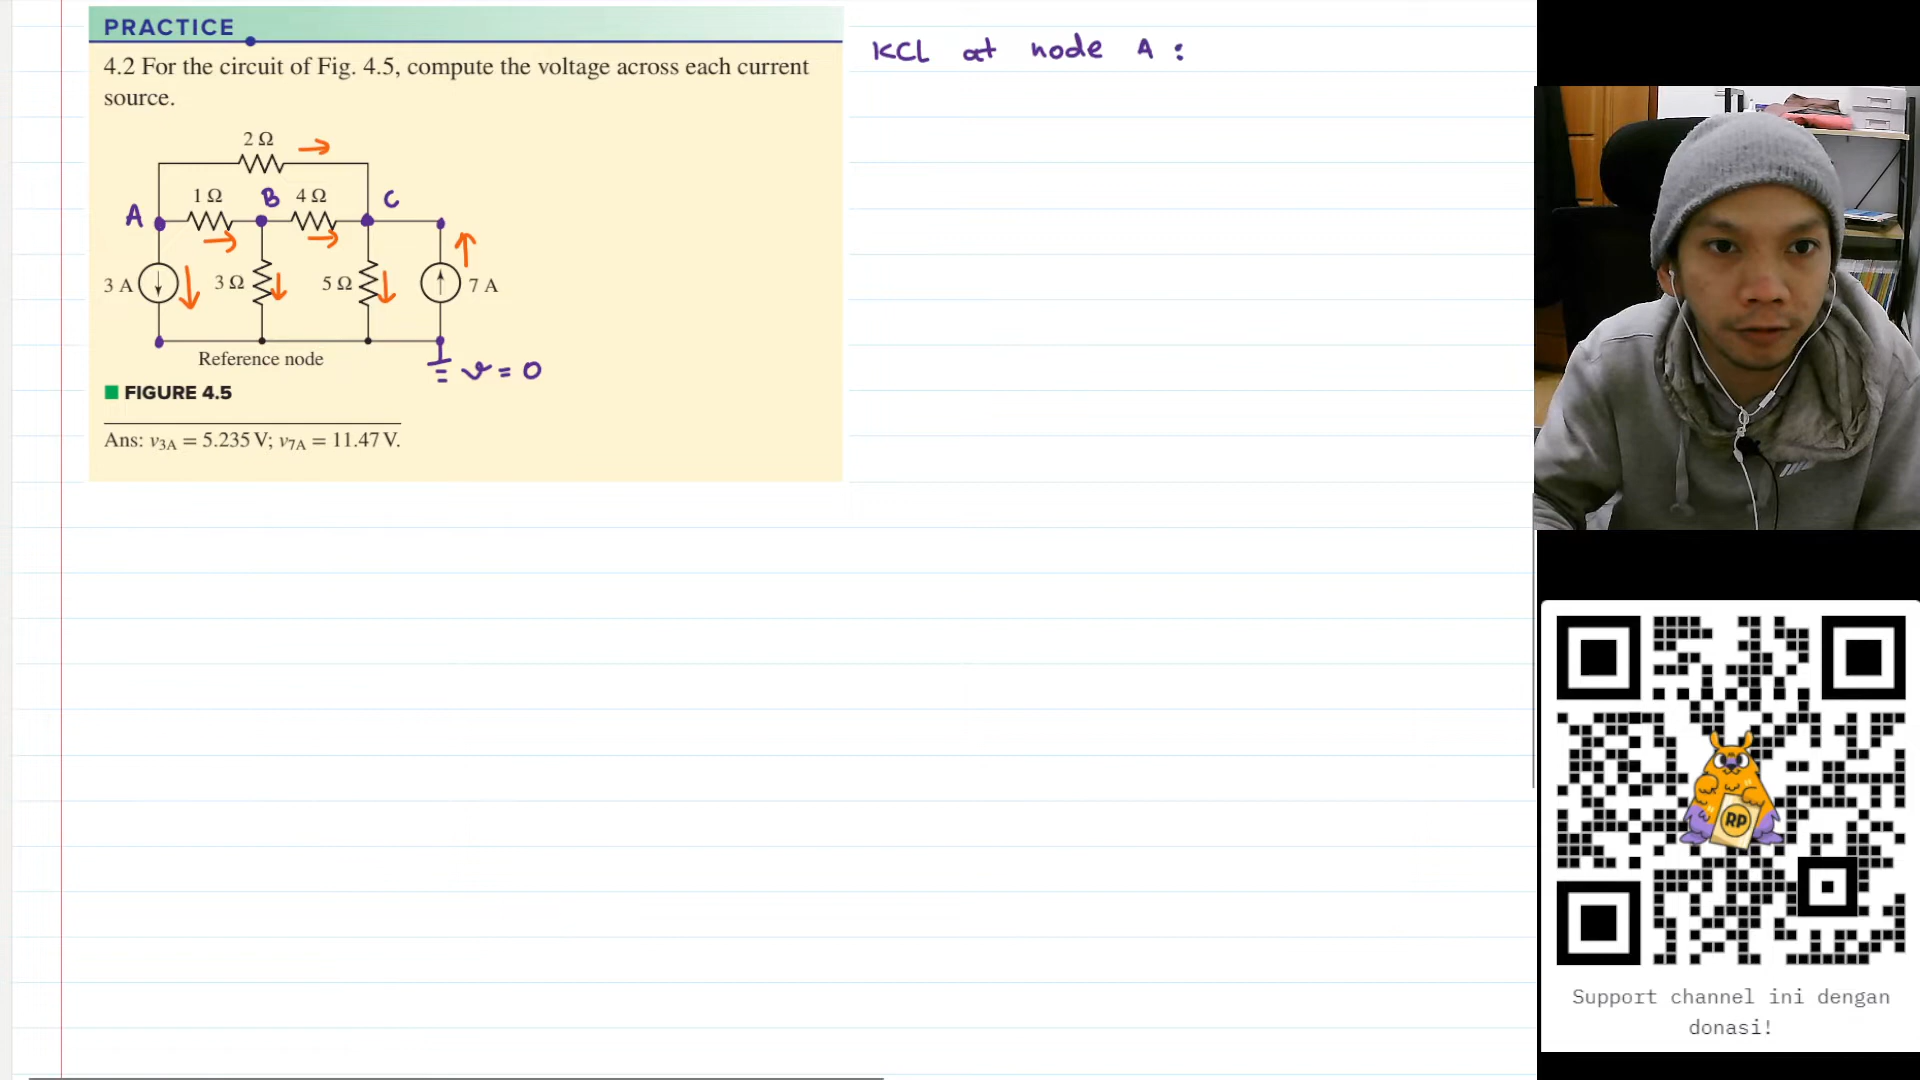 PRACTICE
4.2 For the circuit of Fig. 4.5, compute the voltage across each current
source.
2 Ω
1 Ω
B
4 Ω
C
A
3 A
3 Ω
5 Ω
7 A
Reference node
v = 0
FIGURE 4.5
Ans: v3A = 5.235 V; v7A = 11.47 V.
KCL at node A :
RP
Support channel ini dengan
donasi!